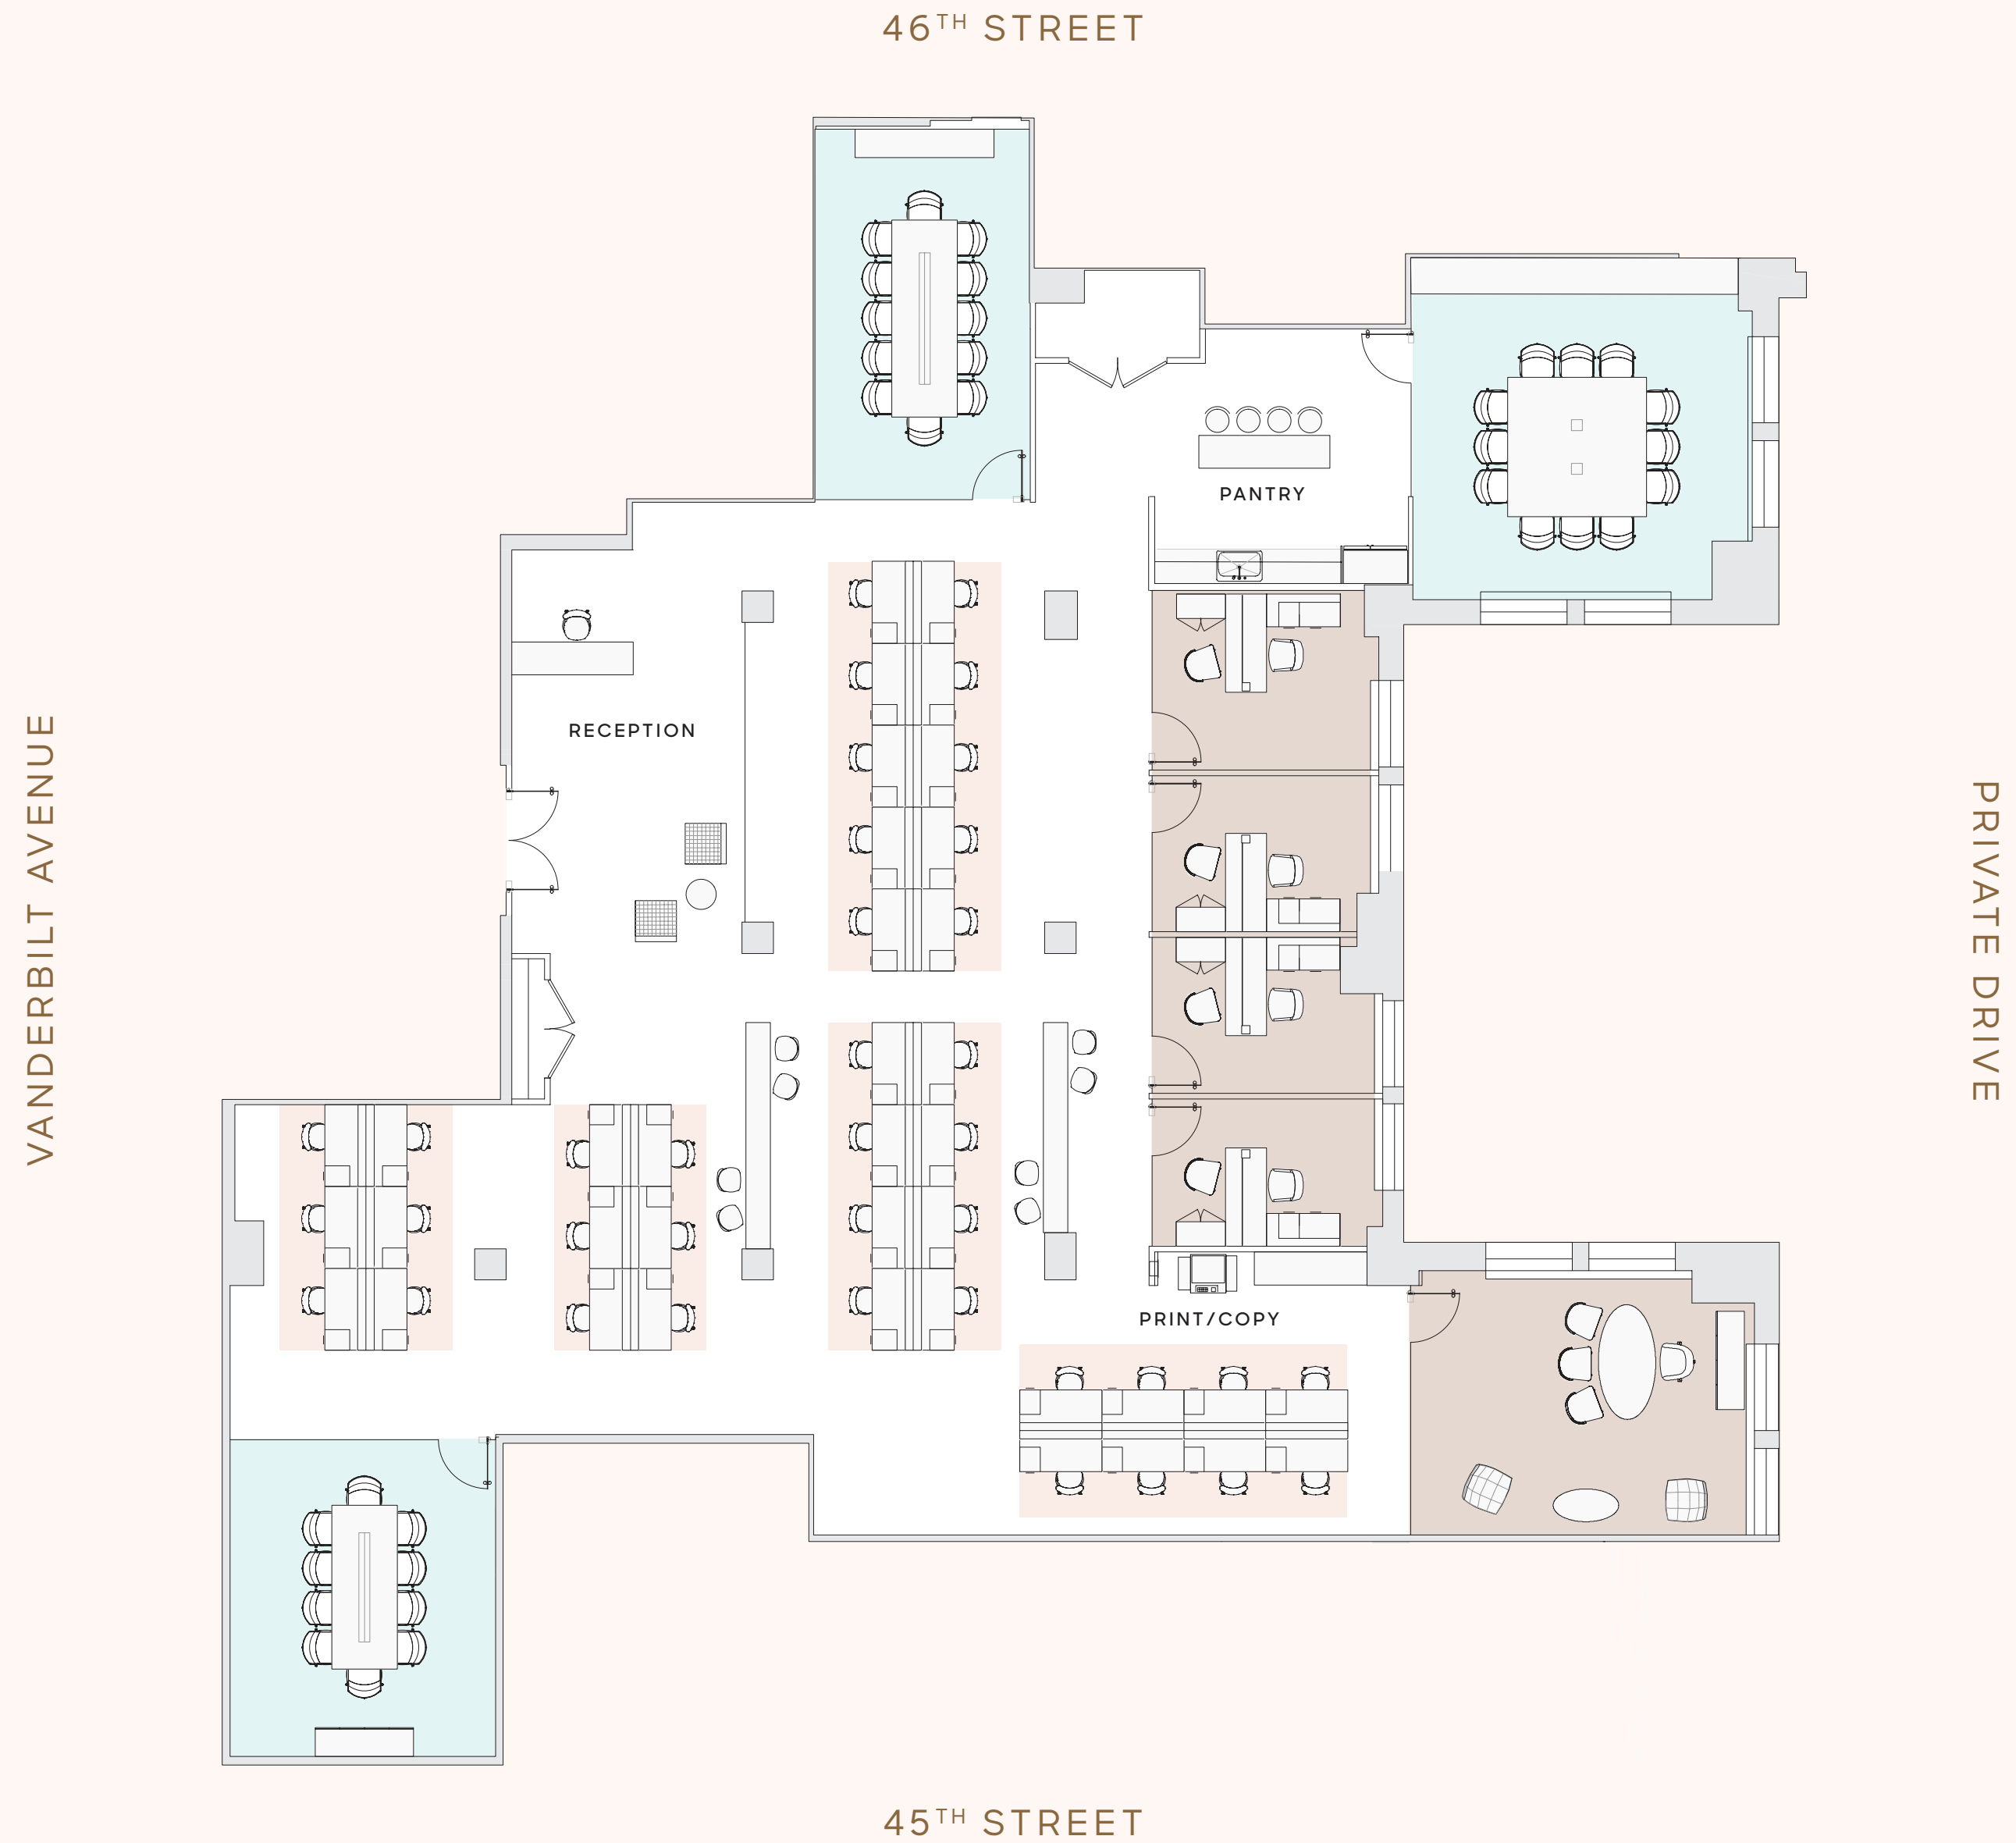 46TH STREET
PANTRY
RECEPTION
VANDERBILT AVENUE
PRIVATE DRIVE
PRINT/COPY
45TH STREET